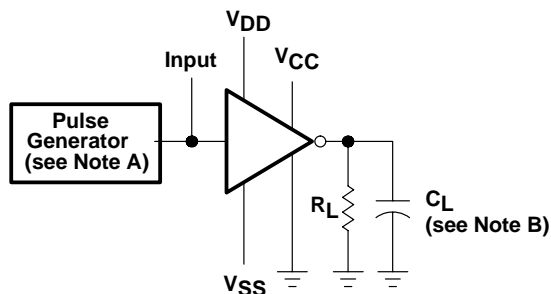 VDD
Input
VCC
Pulse
Generator
(see Note A)
RL
CL
(see Note B)
VSS